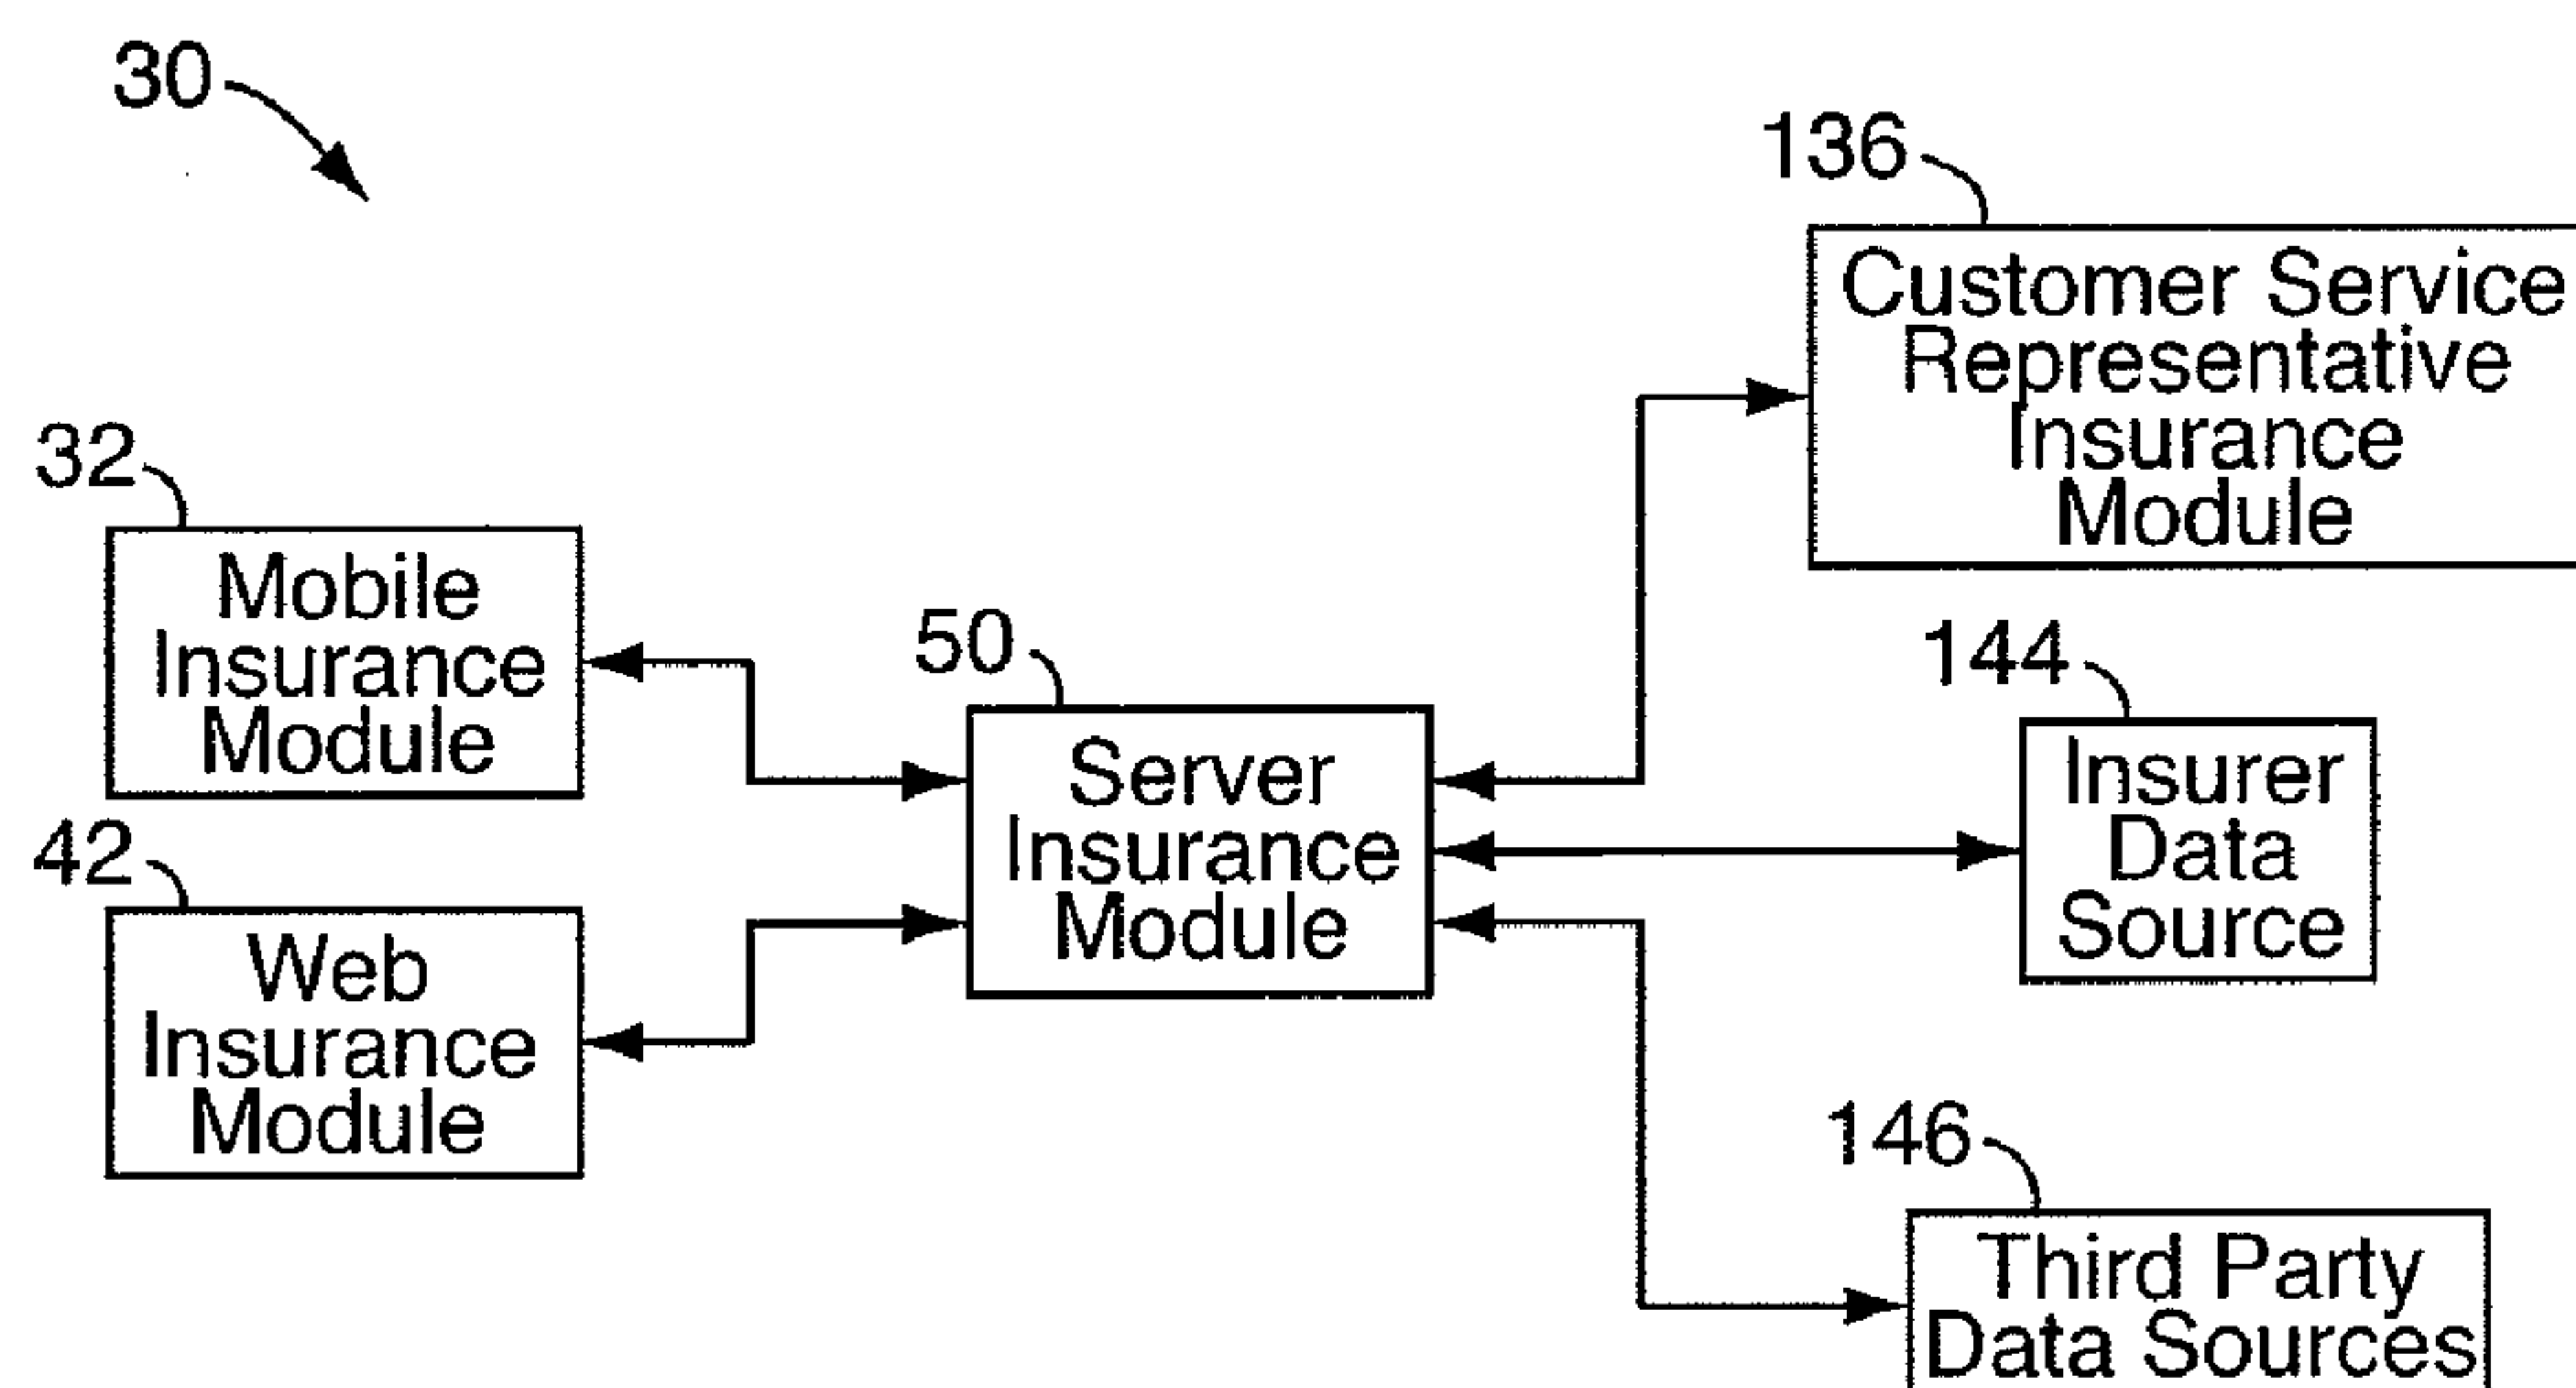 30
136
Customer Service
Representative
Insurance
Module
32
Mobile
Insurance
Module
50
Server
Insurance
Module
144
Insurer
Data
Source
42
Web
Insurance
Module
146
Third Party
Data Sources